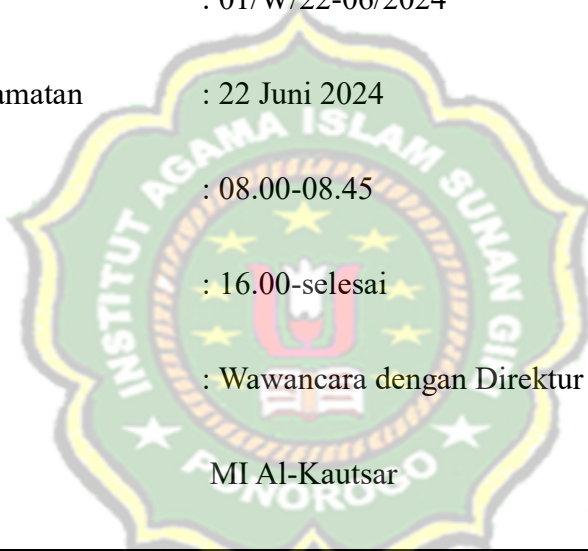 : 01/W/22-06/2024
amatan : 22 Juni 2024
: 08.00-08.45
: 16.00-selesai
: Wawancara dengan Direktur
MI Al-Kautsar
INSTITUT AGAMA ISLAM SUNAN GIRI
PONOROGO